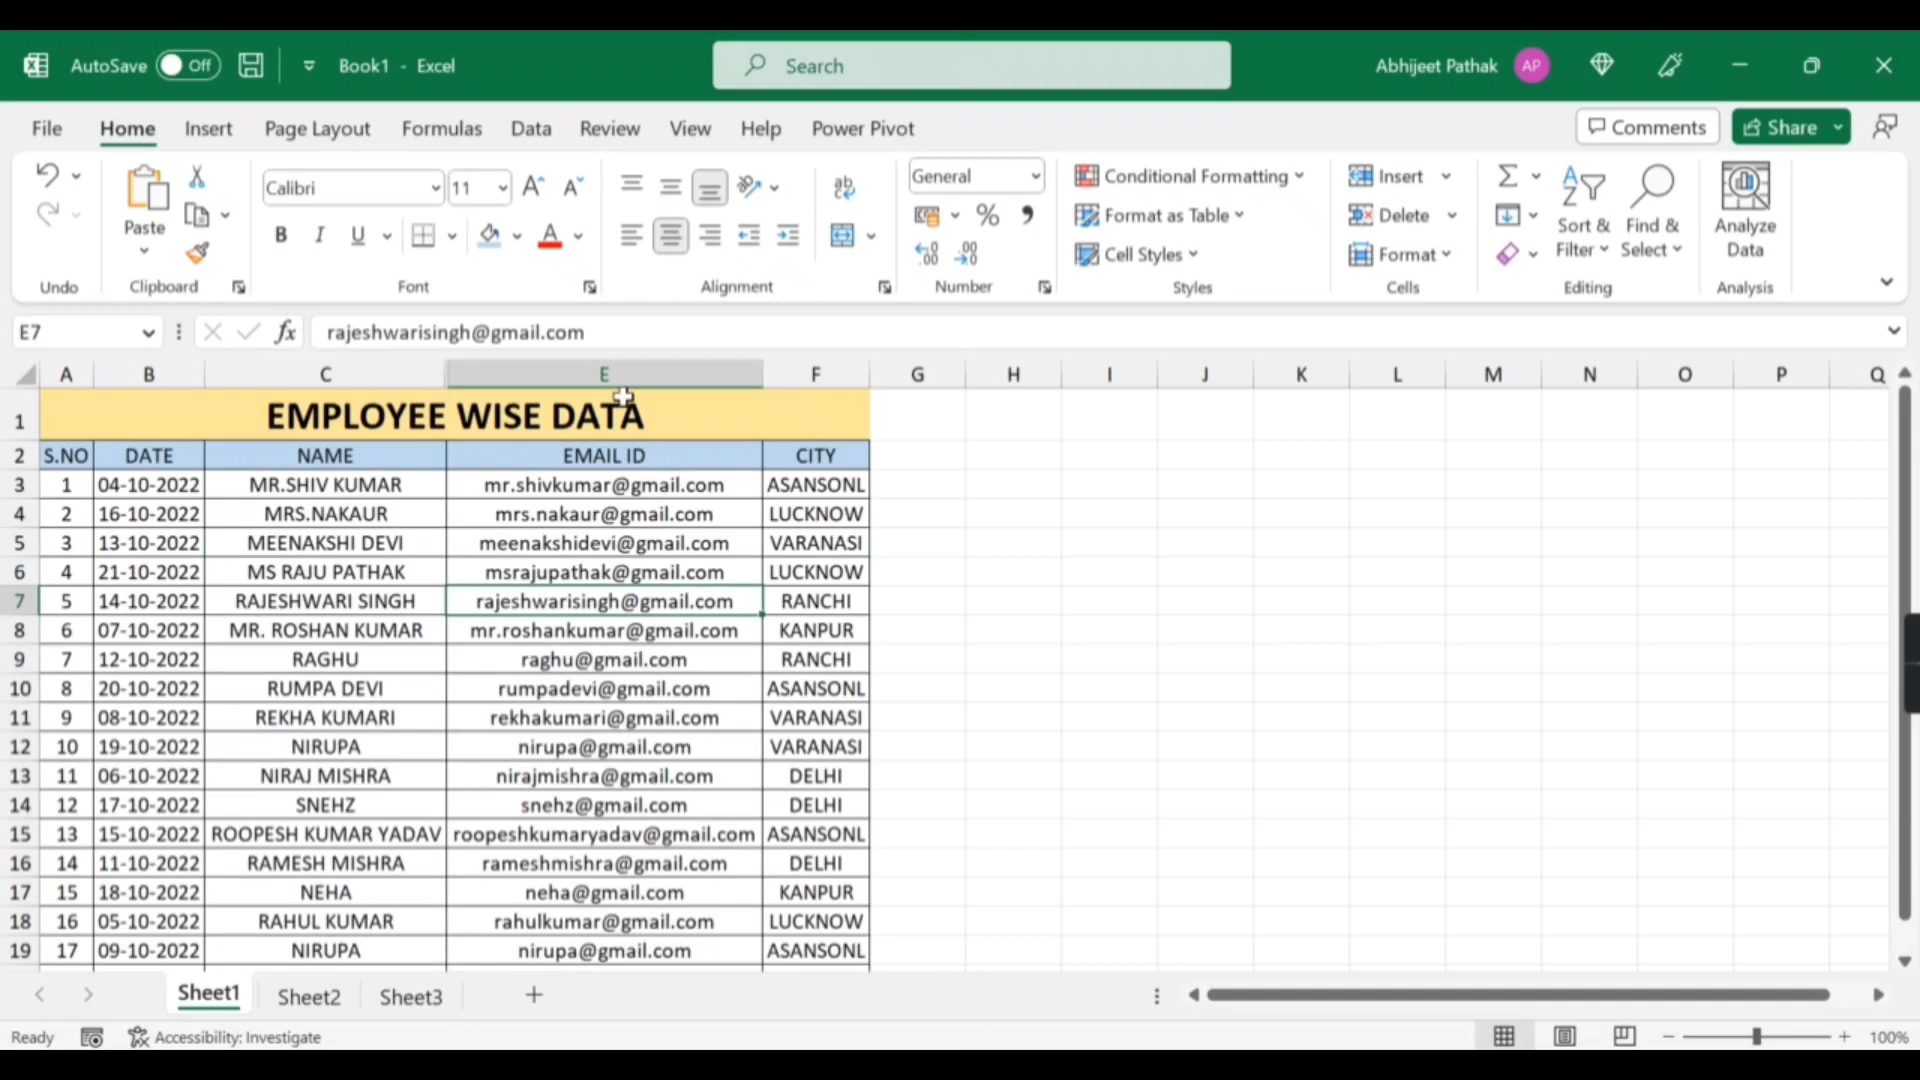 AutoSave Off Book1 - Excel Search Abhijeet Pathak AP
File Home Insert Page Layout Formulas Data Review View Help Power Pivot Comments Share
Calibri 11 General Conditional Formatting Insert
Paste Format as Table Delete Sort & Find & Analyze
B I U Cell Styles Format Filter Select Data
Undo Clipboard Font Alignment Number Styles Cells Editing Analysis
E7 fx rajeshwarisingh@gmail.com
A B C E F G H I J K L M N O P Q
1 EMPLOYEE WISE DATA
2 S.NO DATE NAME EMAIL ID CITY
3 1 04-10-2022 MR.SHIV KUMAR mr.shivkumar@gmail.com ASANSONL
4 2 16-10-2022 MRS.NAKAUR mrs.nakaur@gmail.com LUCKNOW
5 3 13-10-2022 MEENAKSHI DEVI meenakshidevi@gmail.com VARANASI
6 4 21-10-2022 MS RAJU PATHAK msrajupathak@gmail.com LUCKNOW
7 5 14-10-2022 RAJESHWARI SINGH rajeshwarisingh@gmail.com RANCHI
8 6 07-10-2022 MR. ROSHAN KUMAR mr.roshankumar@gmail.com KANPUR
9 7 12-10-2022 RAGHU raghu@gmail.com RANCHI
10 8 20-10-2022 RUMPA DEVI rumpadevi@gmail.com ASANSONL
11 9 08-10-2022 REKHA KUMARI rekhakumari@gmail.com VARANASI
12 10 19-10-2022 NIRUPA nirupa@gmail.com VARANASI
13 11 06-10-2022 NIRAJ MISHRA nirajmishra@gmail.com DELHI
14 12 17-10-2022 SNEHZ snehz@gmail.com DELHI
15 13 15-10-2022 ROOPESH KUMAR YADAV roopeshkumaryadav@gmail.com ASANSONL
16 14 11-10-2022 RAMESH MISHRA rameshmishra@gmail.com DELHI
17 15 18-10-2022 NEHA neha@gmail.com KANPUR
18 16 05-10-2022 RAHUL KUMAR rahulkumar@gmail.com LUCKNOW
19 17 09-10-2022 NIRUPA nirupa@gmail.com ASANSONL
Sheet1 Sheet2 Sheet3
Ready Accessibility: Investigate 100%